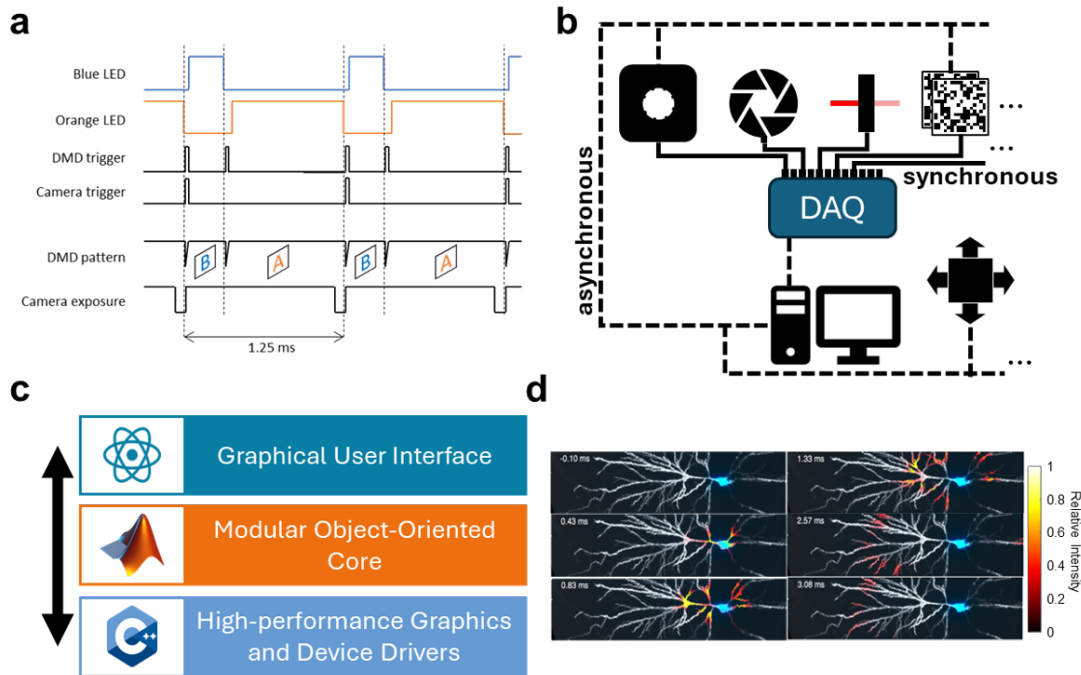 a
Blue LED
Orange LED
DMD trigger
Camera trigger
DMD pattern
B
A
B
A
Camera exposure
1.25 ms
b
asynchronous
...
...
synchronous
DAQ
...
c
Graphical User Interface
Modular Object-Oriented
Core
C++
High-performance Graphics
and Device Drivers
d
-0.10 ms
1.33 ms
0.43 ms
2.57 ms
0.83 ms
3.08 ms
1
0.8
0.6
0.4
0.2
0
Relative Intensity